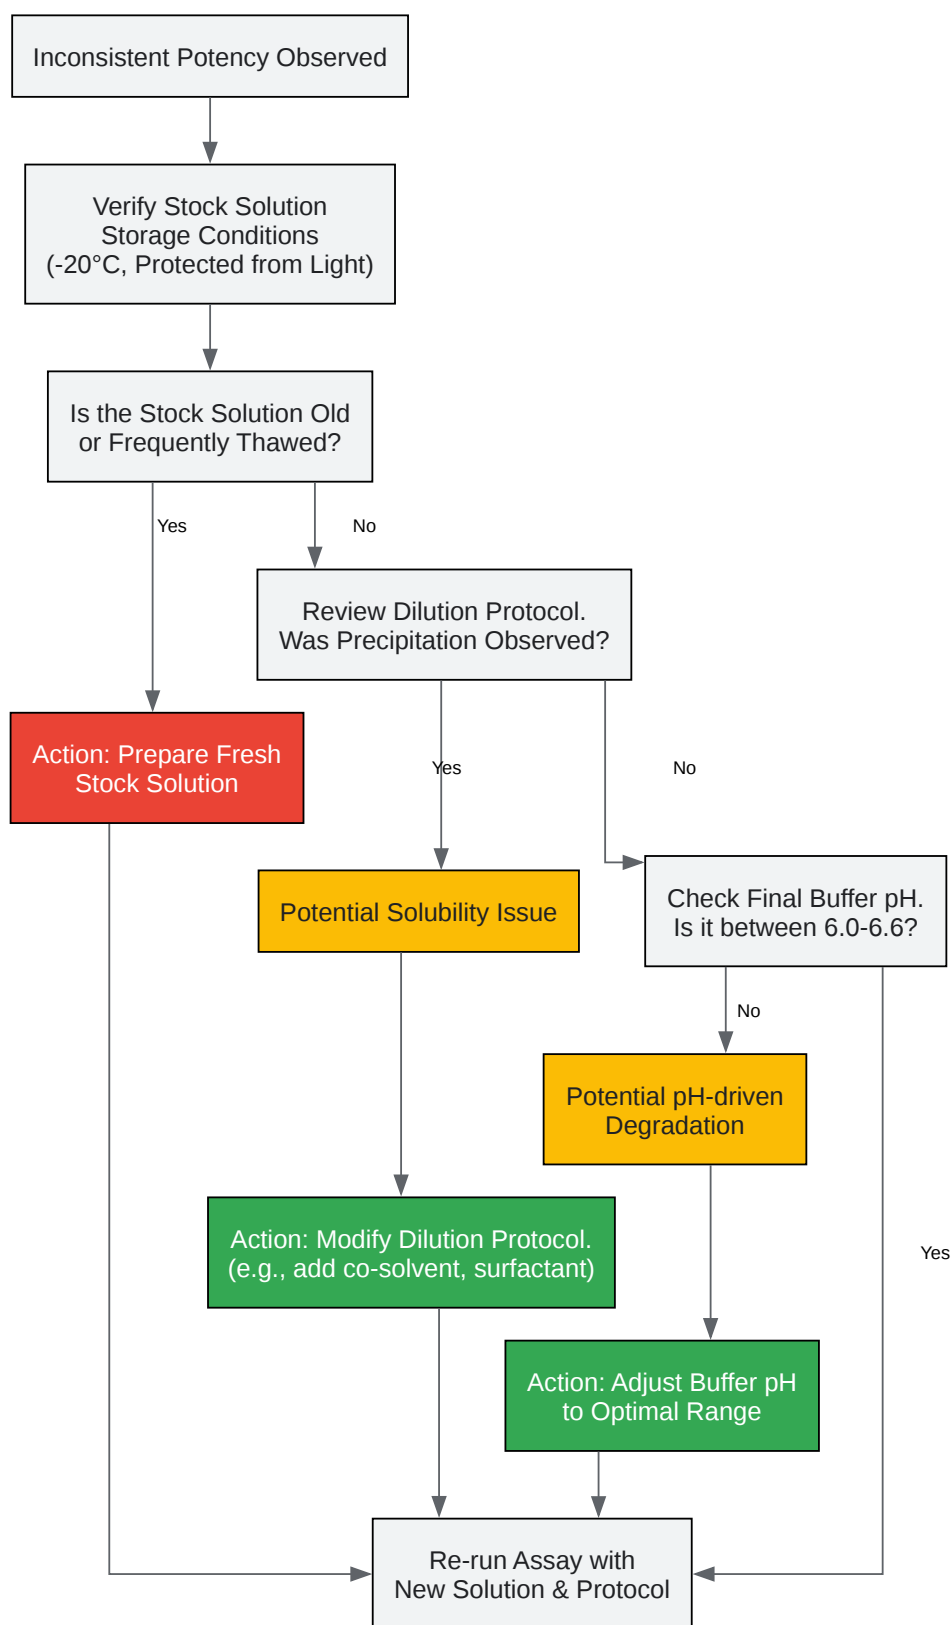 Inconsistent Potency Observed
Verify Stock Solution
Storage Conditions
(-20°C, Protected from Light)
Is the Stock Solution Old
or Frequently Thawed?
Yes
No
Review Dilution Protocol.
Was Precipitation Observed?
Action: Prepare Fresh
Stock Solution
Yes
No
Potential Solubility Issue
Check Final Buffer pH.
Is it between 6.0-6.6?
No
Potential pH-driven
Degradation
Action: Modify Dilution Protocol.
(e.g., add co-solvent, surfactant)
Yes
Action: Adjust Buffer pH
to Optimal Range
Re-run Assay with
New Solution & Protocol